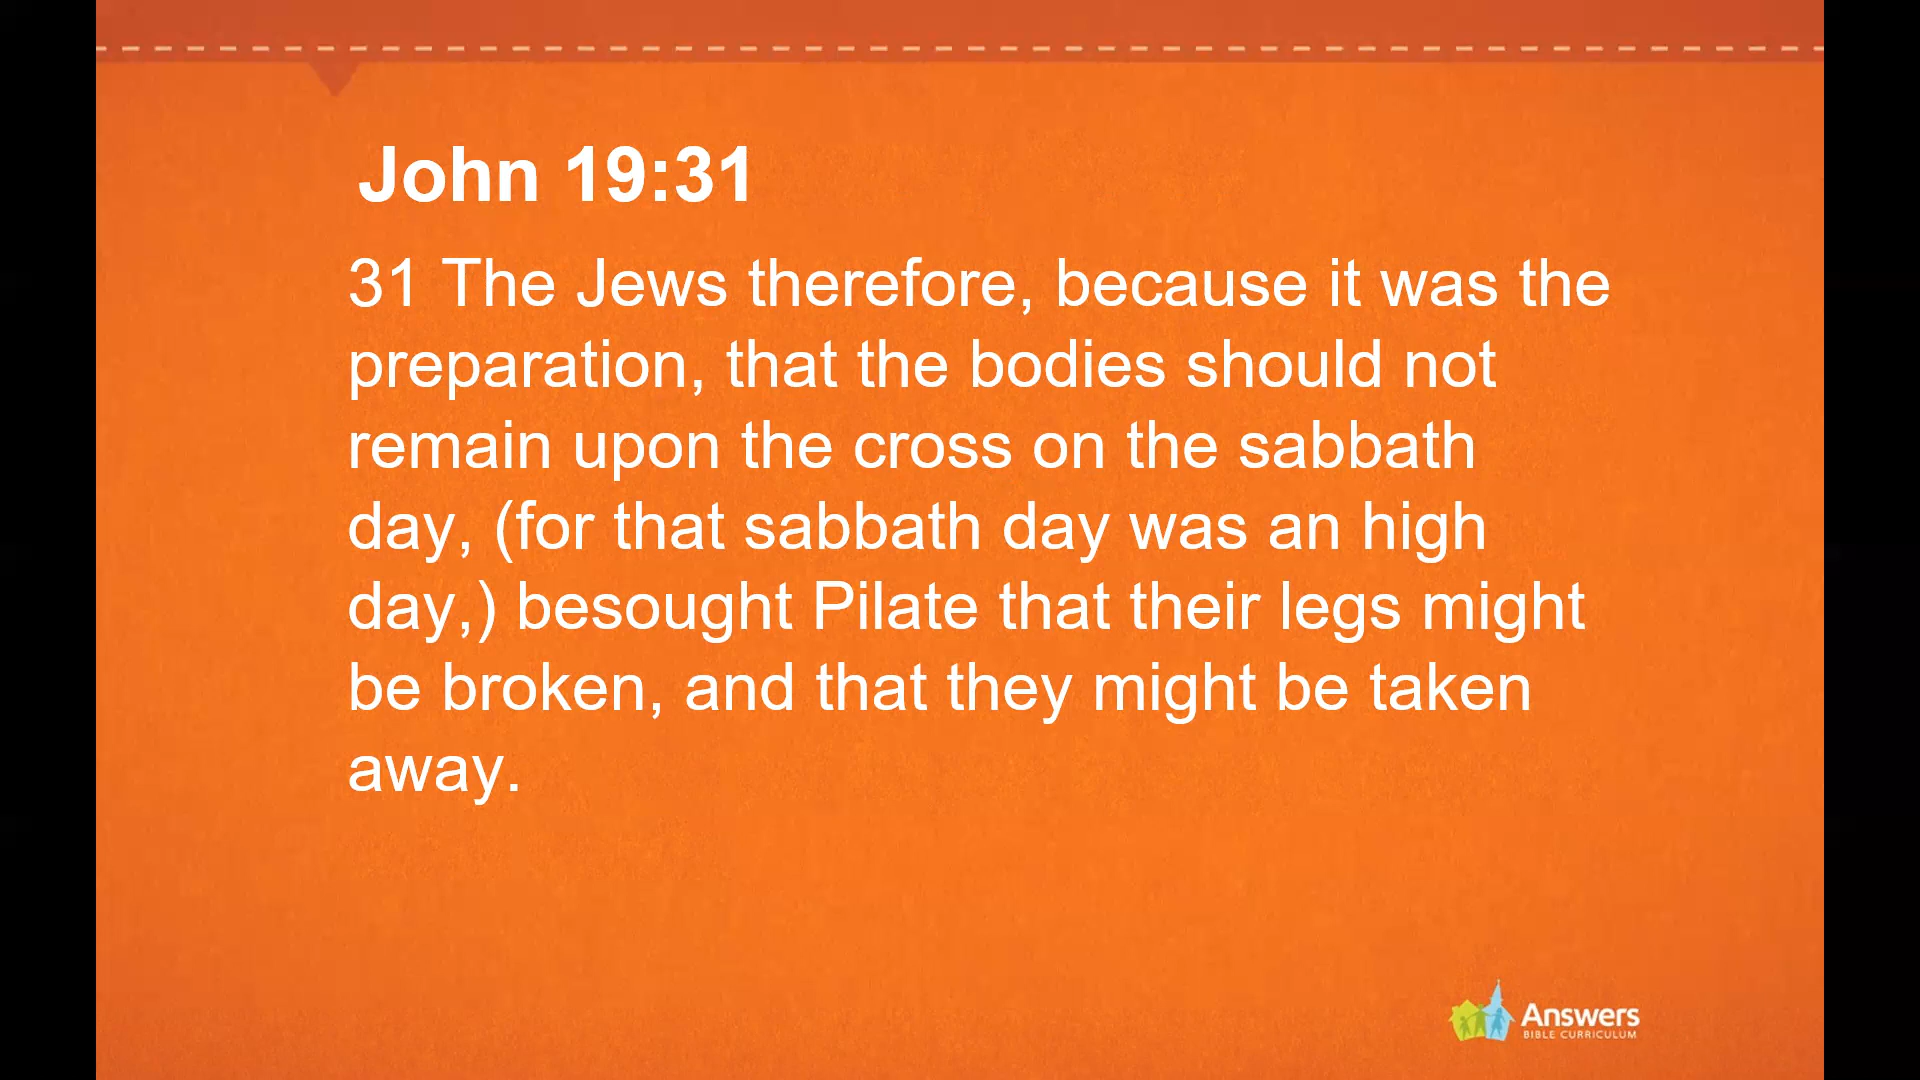 John 19:31
31 The Jews therefore, because it was the
preparation, that the bodies should not
remain upon the cross on the sabbath
day, (for that sabbath day was an high
day,) besought Pilate that their legs might
be broken, and that they might be taken
away.
Answers
BIBLE CURRICULUM